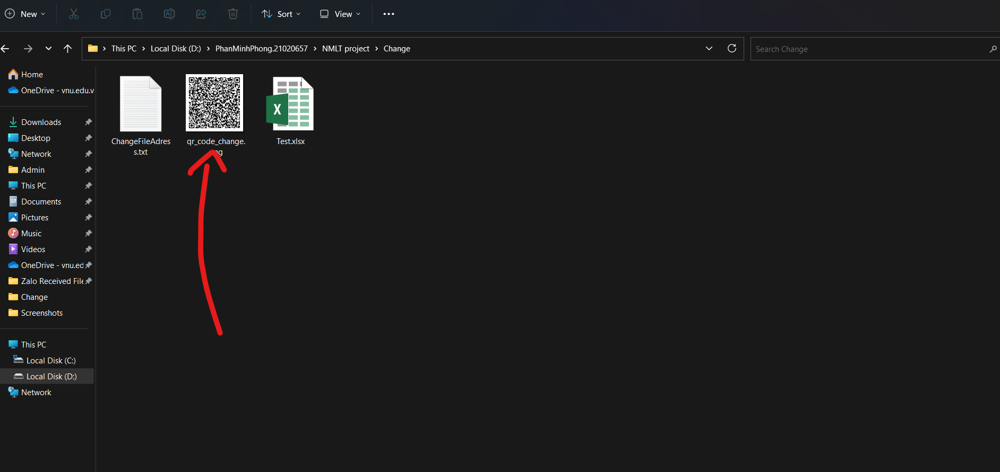 New
Sort
View
This PC > Local Disk (D:) > PhanMinhPhong.21020657 > NMLT project > Change
Search Change
Home
OneDrive - vnu.edu.v
Downloads
Desktop
Network
Admin
This PC
Documents
Pictures
Music
Videos
OneDrive - vnu.ed
Zalo Received File
Change
Screenshots
This PC
Local Disk (C:)
Local Disk (D:)
Network
ChangeFileAdres
s.txt
qr_code_change.
X
Test.xlsx